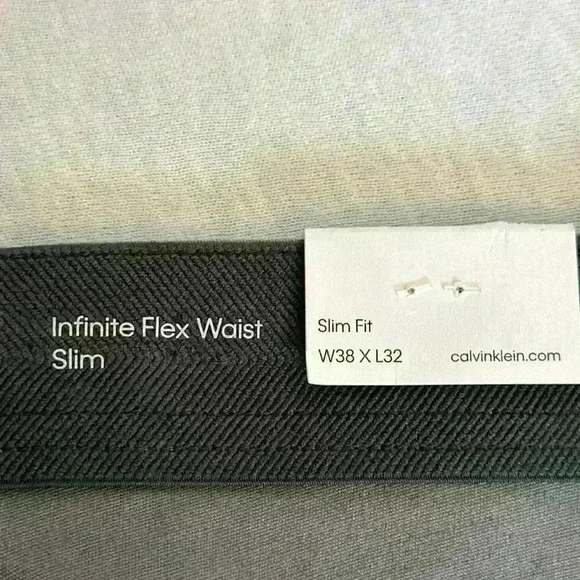 Infinite Flex Waist
Slim
Slim Fit
W38 X L32 calvinklein.com